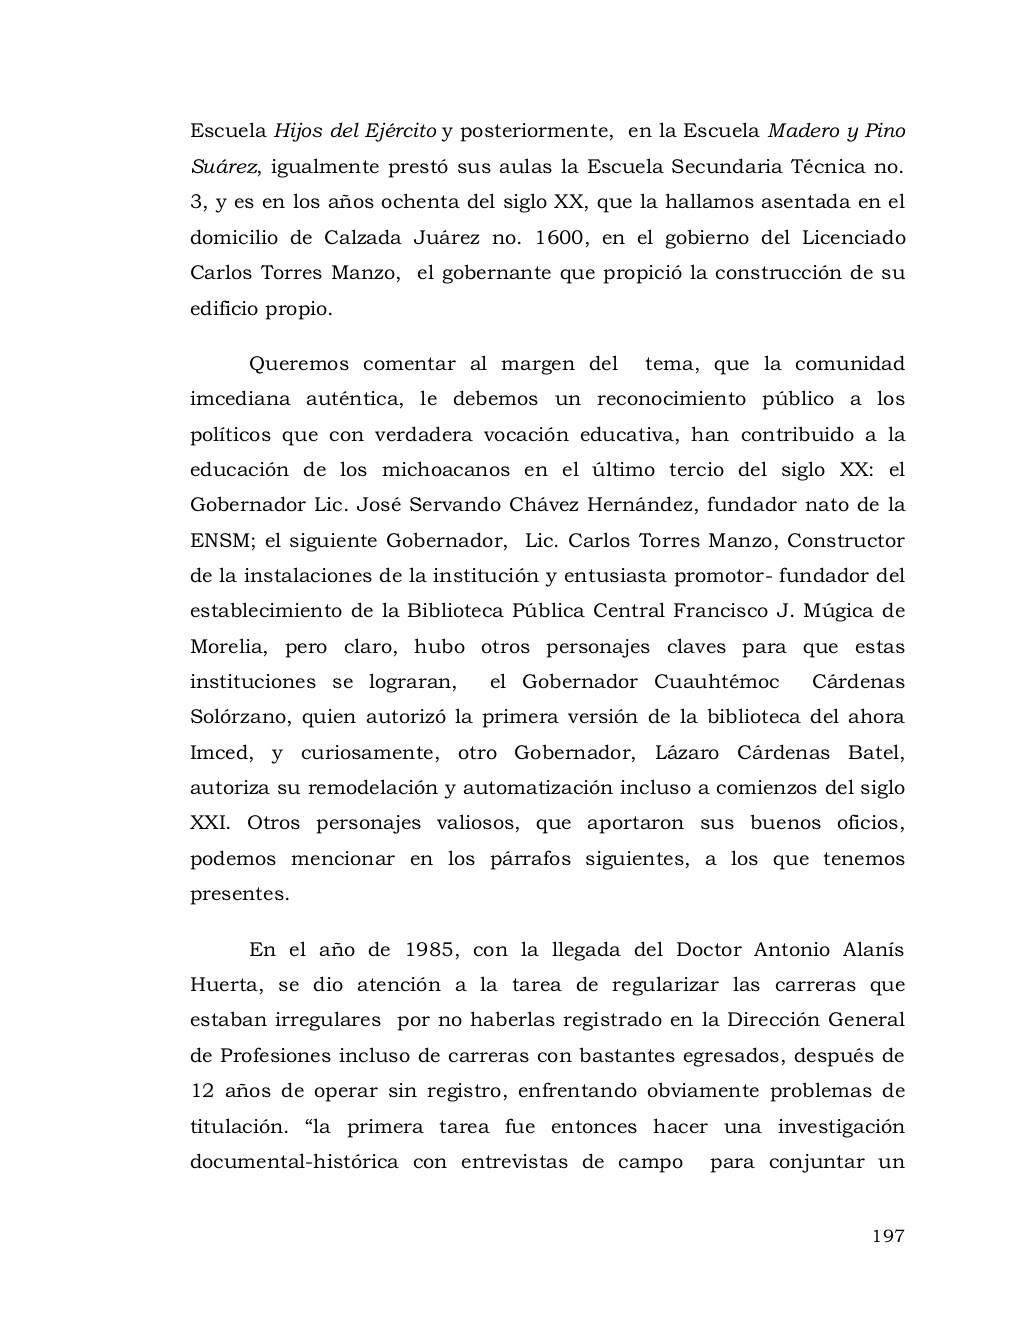 Escuela Hijos del Ejército y posteriormente,  en la Escuela Madero y Pino
Suárez, igualmente prestó sus aulas la Escuela Secundaria Técnica no.
3, y es en los años ochenta del siglo XX, que la hallamos asentada en el
domicilio de Calzada Juárez no. 1600, en el gobierno del Licenciado
Carlos Torres Manzo,  el gobernante que propició la construcción de su
edificio propio.
Queremos comentar al margen del  tema, que la comunidad
imcediana auténtica, le debemos un reconocimiento público a los
políticos que con verdadera vocación educativa, han contribuido a la
educación de los michoacanos en el último tercio del siglo XX: el
Gobernador Lic. José Servando Chávez Hernández, fundador nato de la
ENSM; el siguiente Gobernador,  Lic. Carlos Torres Manzo, Constructor
de la instalaciones de la institución y entusiasta promotor- fundador del
establecimiento de la Biblioteca Pública Central Francisco J. Múgica de
Morelia, pero claro, hubo otros personajes claves para que estas
instituciones se lograran,  el Gobernador Cuauhtémoc  Cárdenas
Solórzano, quien autorizó la primera versión de la biblioteca del ahora
Imced, y curiosamente, otro Gobernador, Lázaro Cárdenas Batel,
autoriza su remodelación y automatización incluso a comienzos del siglo
XXI. Otros personajes valiosos, que aportaron sus buenos oficios,
podemos mencionar en los párrafos siguientes, a los que tenemos
presentes.
En el año de 1985, con la llegada del Doctor Antonio Alanís
Huerta, se dio atención a la tarea de regularizar las carreras que
estaban irregulares  por no haberlas registrado en la Dirección General
de Profesiones incluso de carreras con bastantes egresados, después de
12 años de operar sin registro, enfrentando obviamente problemas de
titulación. “la primera tarea fue entonces hacer una investigación
documental-histórica con entrevistas de campo  para conjuntar un
197